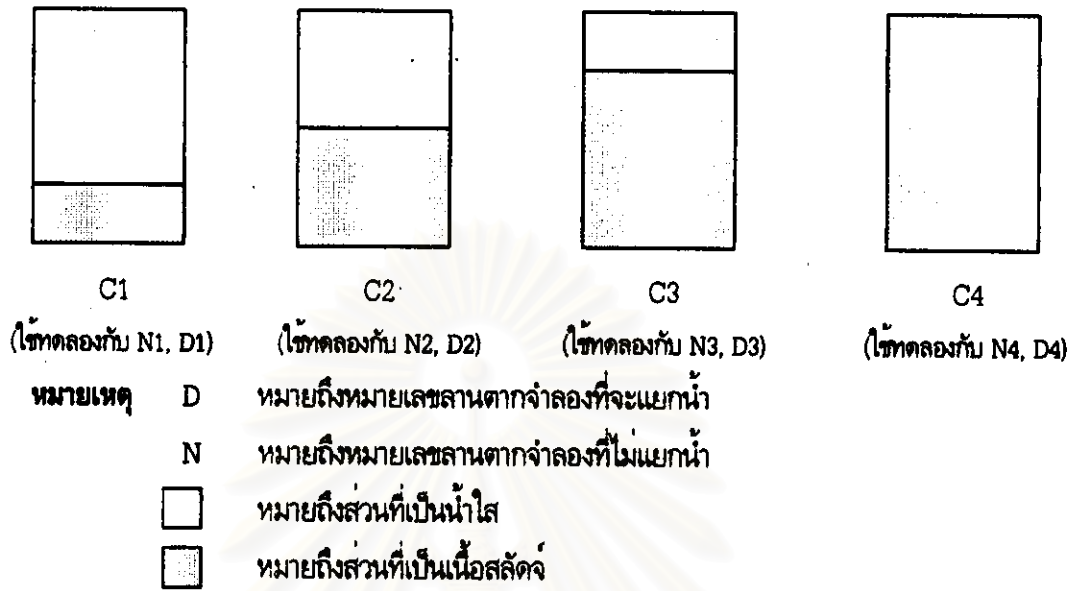 C1 C2 C3 C4
(ใช้ทดลองกับ N1, D1) (ใช้ทดลองกับ N2, D2) (ใช้ทดลองกับ N3, D3) (ใช้ทดลองกับ N4, D4)
หมายเหตุ D หมายถึงหมายเลขลานตากจำลองที่จะแยกน้ำ
N หมายถึงหมายเลขลานตากจำลองที่ไม่แยกน้ำ
หมายถึงส่วนที่เป็นน้ำใส
หมายถึงส่วนที่เป็นเนื้อสลัดจ์